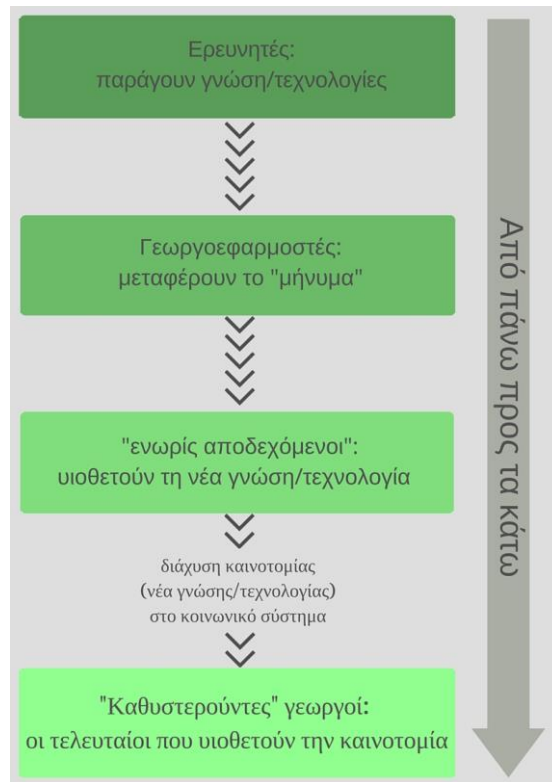 Ερευνητές:
παράγουν γνώση/τεχνολογίες
Γεωργοεφαρμοστές:
μεταφέρουν το "μήνυμα"
"ενωρίς αποδεχόμενοι":
υιοθετούν τη νέα γνώση/τεχνολογία
διάχυση καινοτομίας
(νέα γνώσης/τεχνολογίας)
στο κοινωνικό σύστημα
"Καθυστερούντες" γεωργοί:
οι τελευταίοι που υιοθετούν την καινοτομία
Από πάνω προς τα κάτω